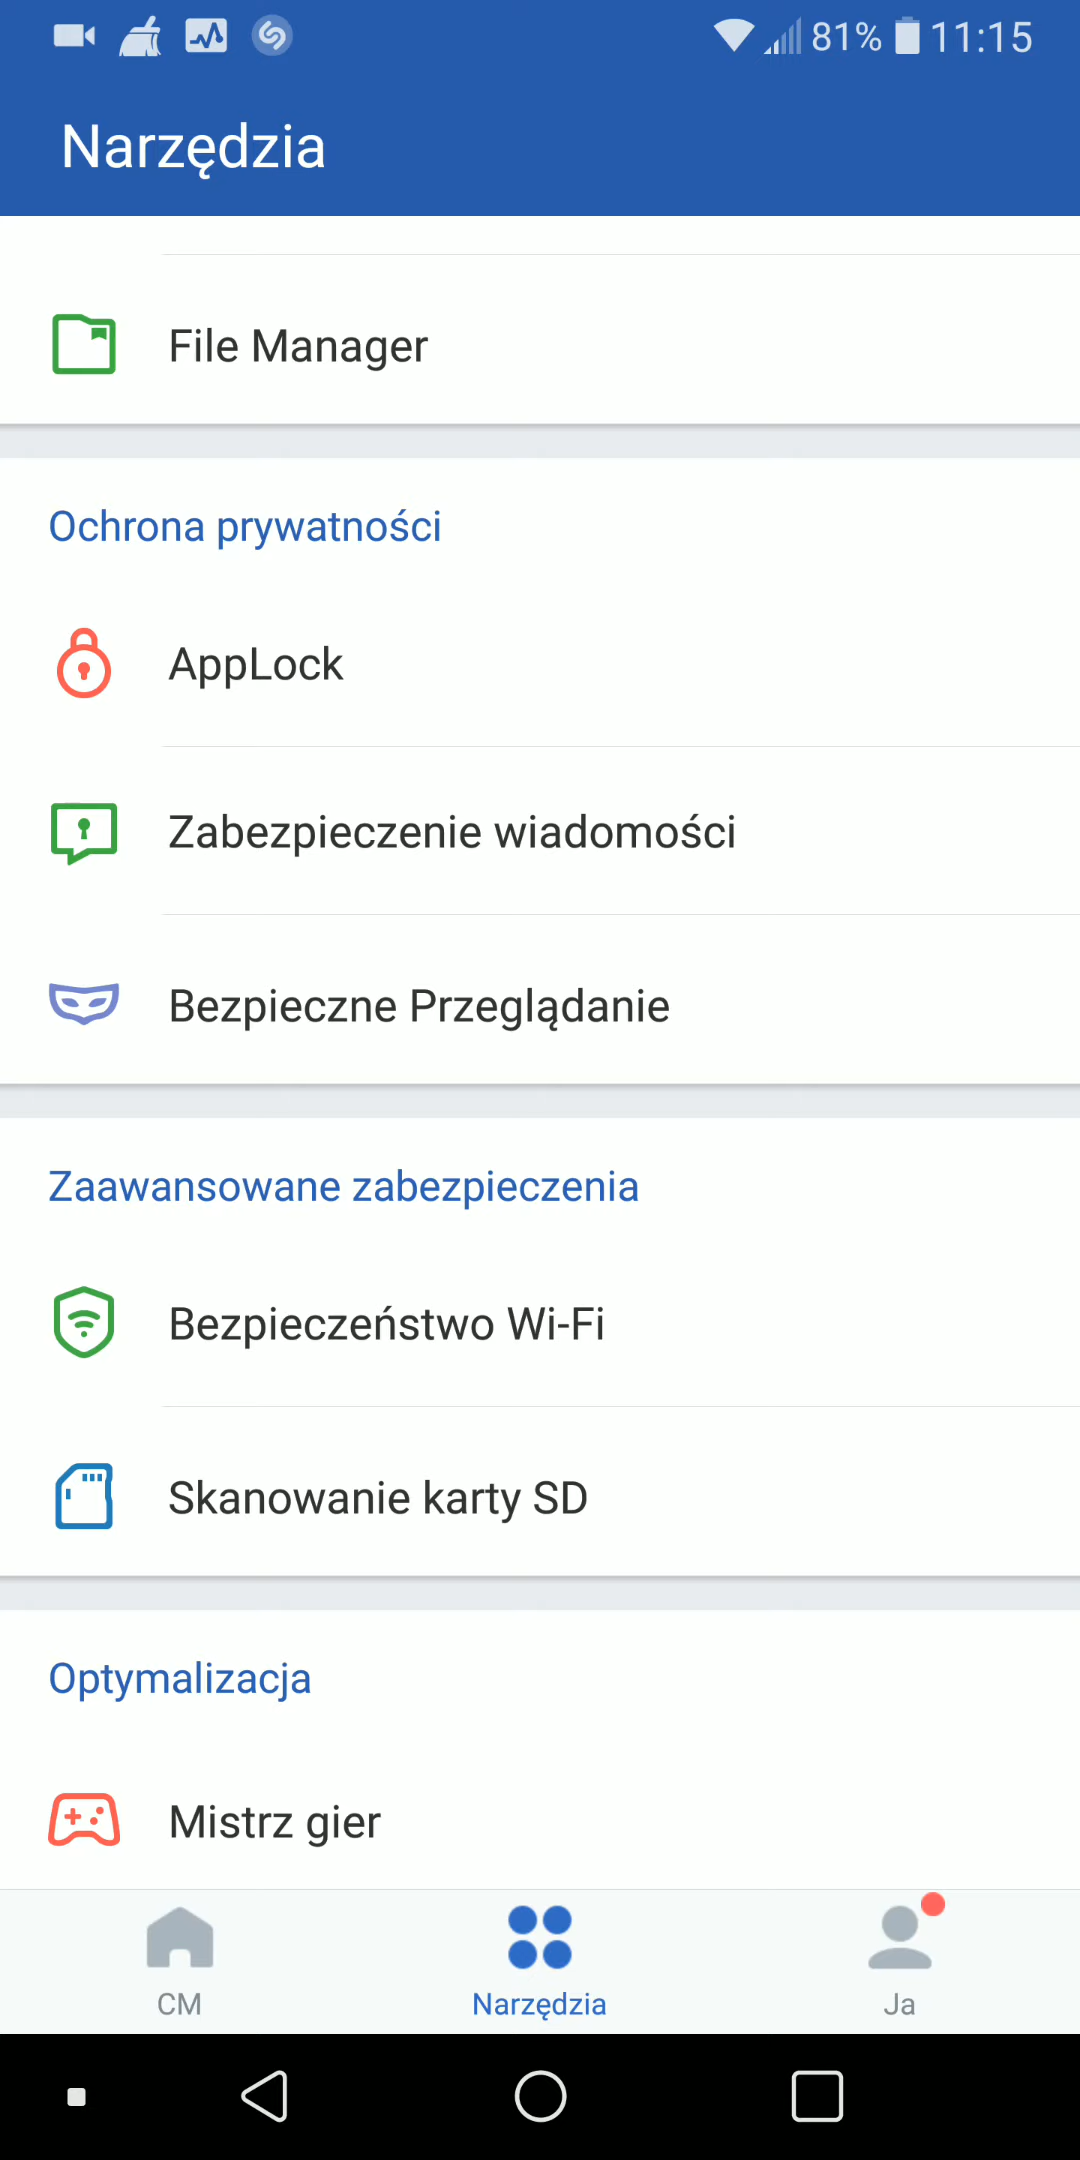 81% 11:15
Narzędzia
File Manager
Ochrona prywatności
AppLock
Zabezpieczenie wiadomości
Bezpieczne Przeglądanie
Zaawansowane zabezpieczenia
Bezpieczeństwo Wi-Fi
Skanowanie karty SD
Optymalizacja
Mistrz gier
CM Narzędzia Ja